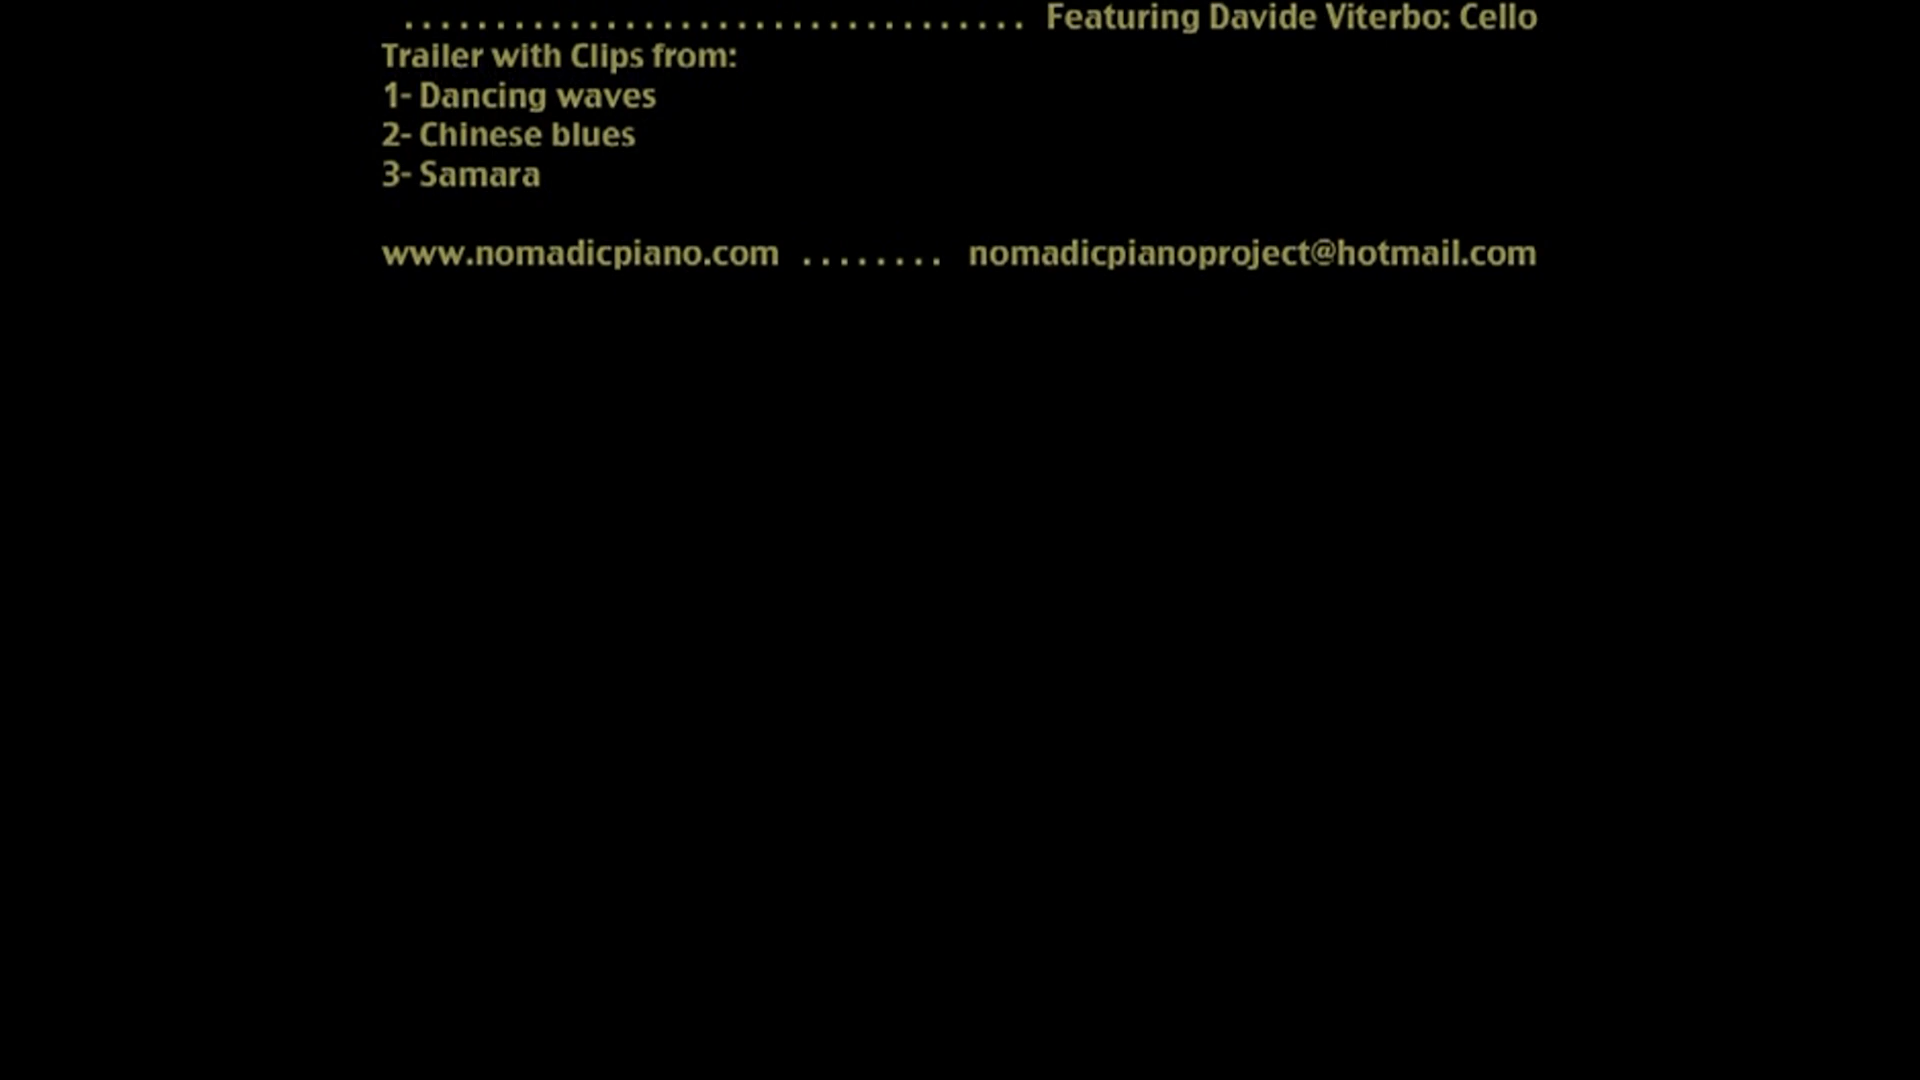 . . . . . . . . . . . . . . . . . . . . . . . . . . . . . . . . . . Featuring Davide Viterbo: Cello
Trailer with Clips from:
1- Dancing waves
2- Chinese blues
3- Samara
www.nomadicpiano.com . . . . . . . . nomadicpianoproject@hotmail.com